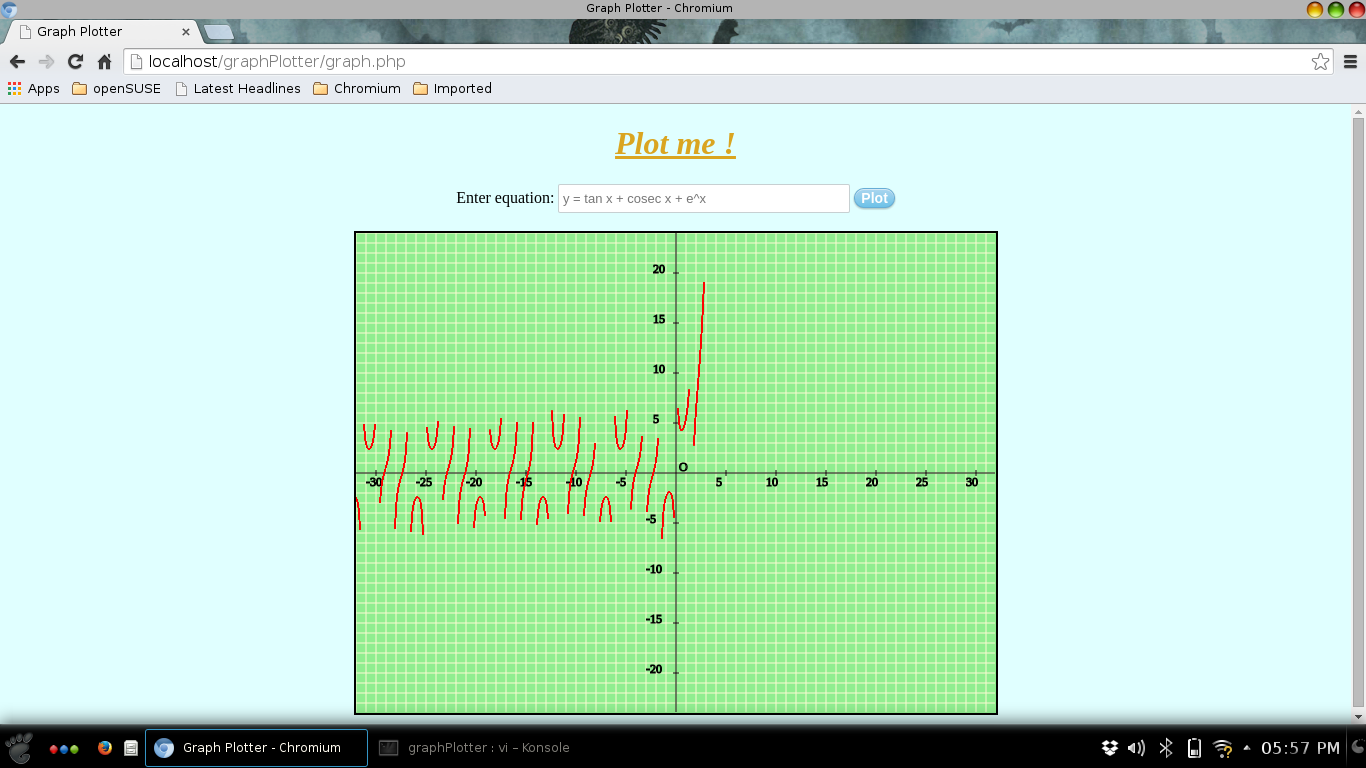 Graph Plotter - Chromium
Graph Plotter
localhost/graphPlotter/graph.php
Apps openSUSE Latest Headlines Chromium Imported
Plot me !
Enter equation: y = tan x + cosec x + e^x Plot
20
15
10
5
O
-30 -25 -20 -15 -10 -5 5 10 15 20 25 30
-5
-10
-15
-20
Graph Plotter - Chromium graphPlotter : vi – Konsole 05:57 PM